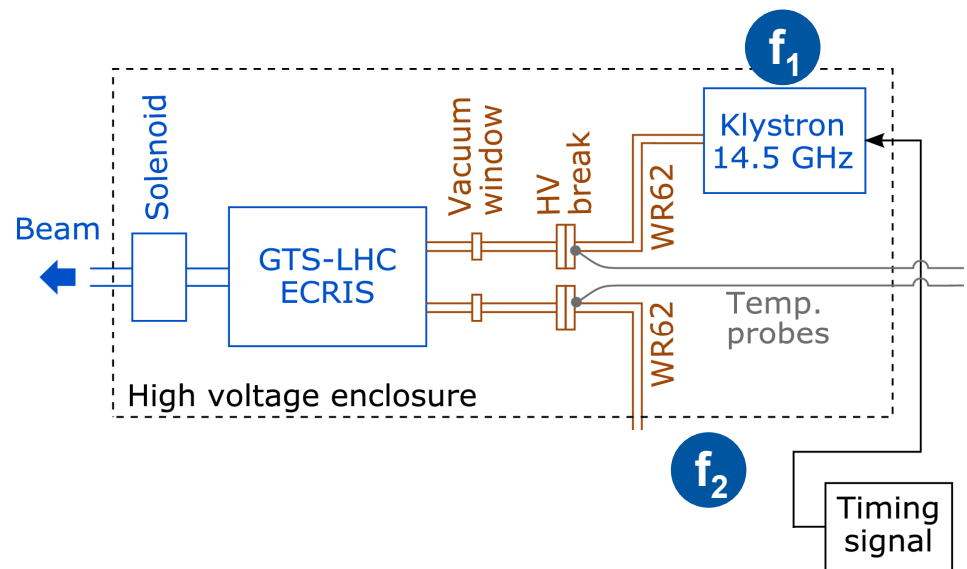 f1
Klystron
14.5 GHz
Solenoid
Vacuum
window
HV
break
WR62
Beam
GTS-LHC
ECRIS
Temp.
probes
WR62
High voltage enclosure
f2
Timing
signal